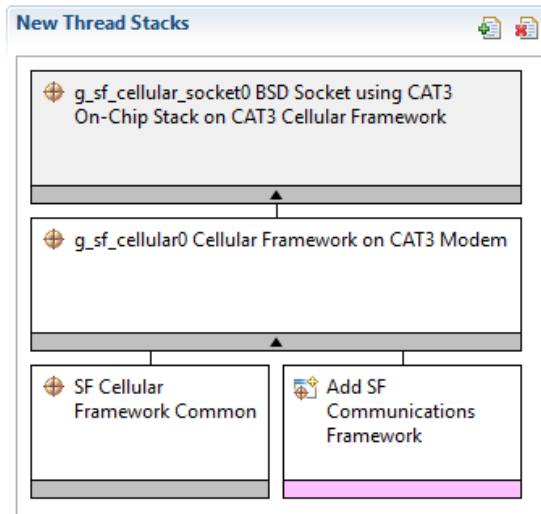 New Thread Stacks
g_sf_cellular_socket0 BSD Socket using CAT3
On-Chip Stack on CAT3 Cellular Framework
g_sf_cellular0 Cellular Framework on CAT3 Modem
SF Cellular
Framework Common
Add SF
Communications
Framework